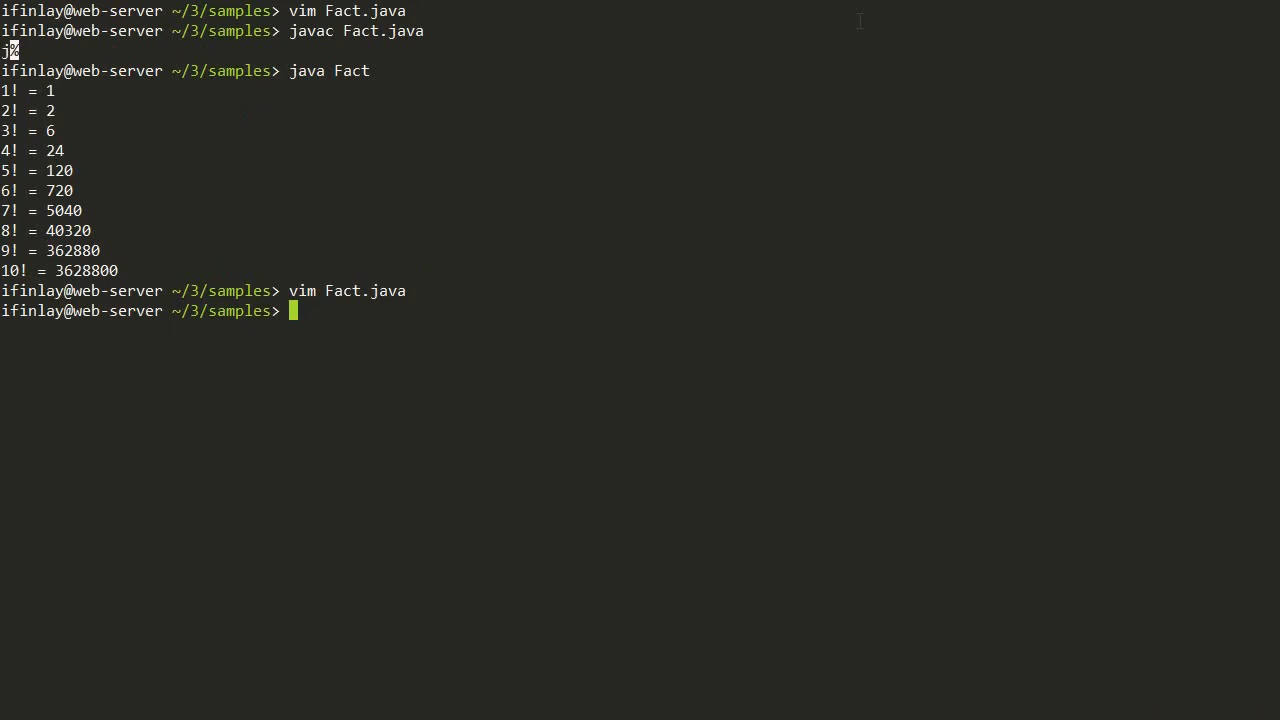 ifinlay@web-server ~/3/samples> vim Fact.java
ifinlay@web-server ~/3/samples> javac Fact.java
j%
ifinlay@web-server ~/3/samples> java Fact
1! = 1
2! = 2
3! = 6
4! = 24
5! = 120
6! = 720
7! = 5040
8! = 40320
9! = 362880
10! = 3628800
ifinlay@web-server ~/3/samples> vim Fact.java
ifinlay@web-server ~/3/samples>